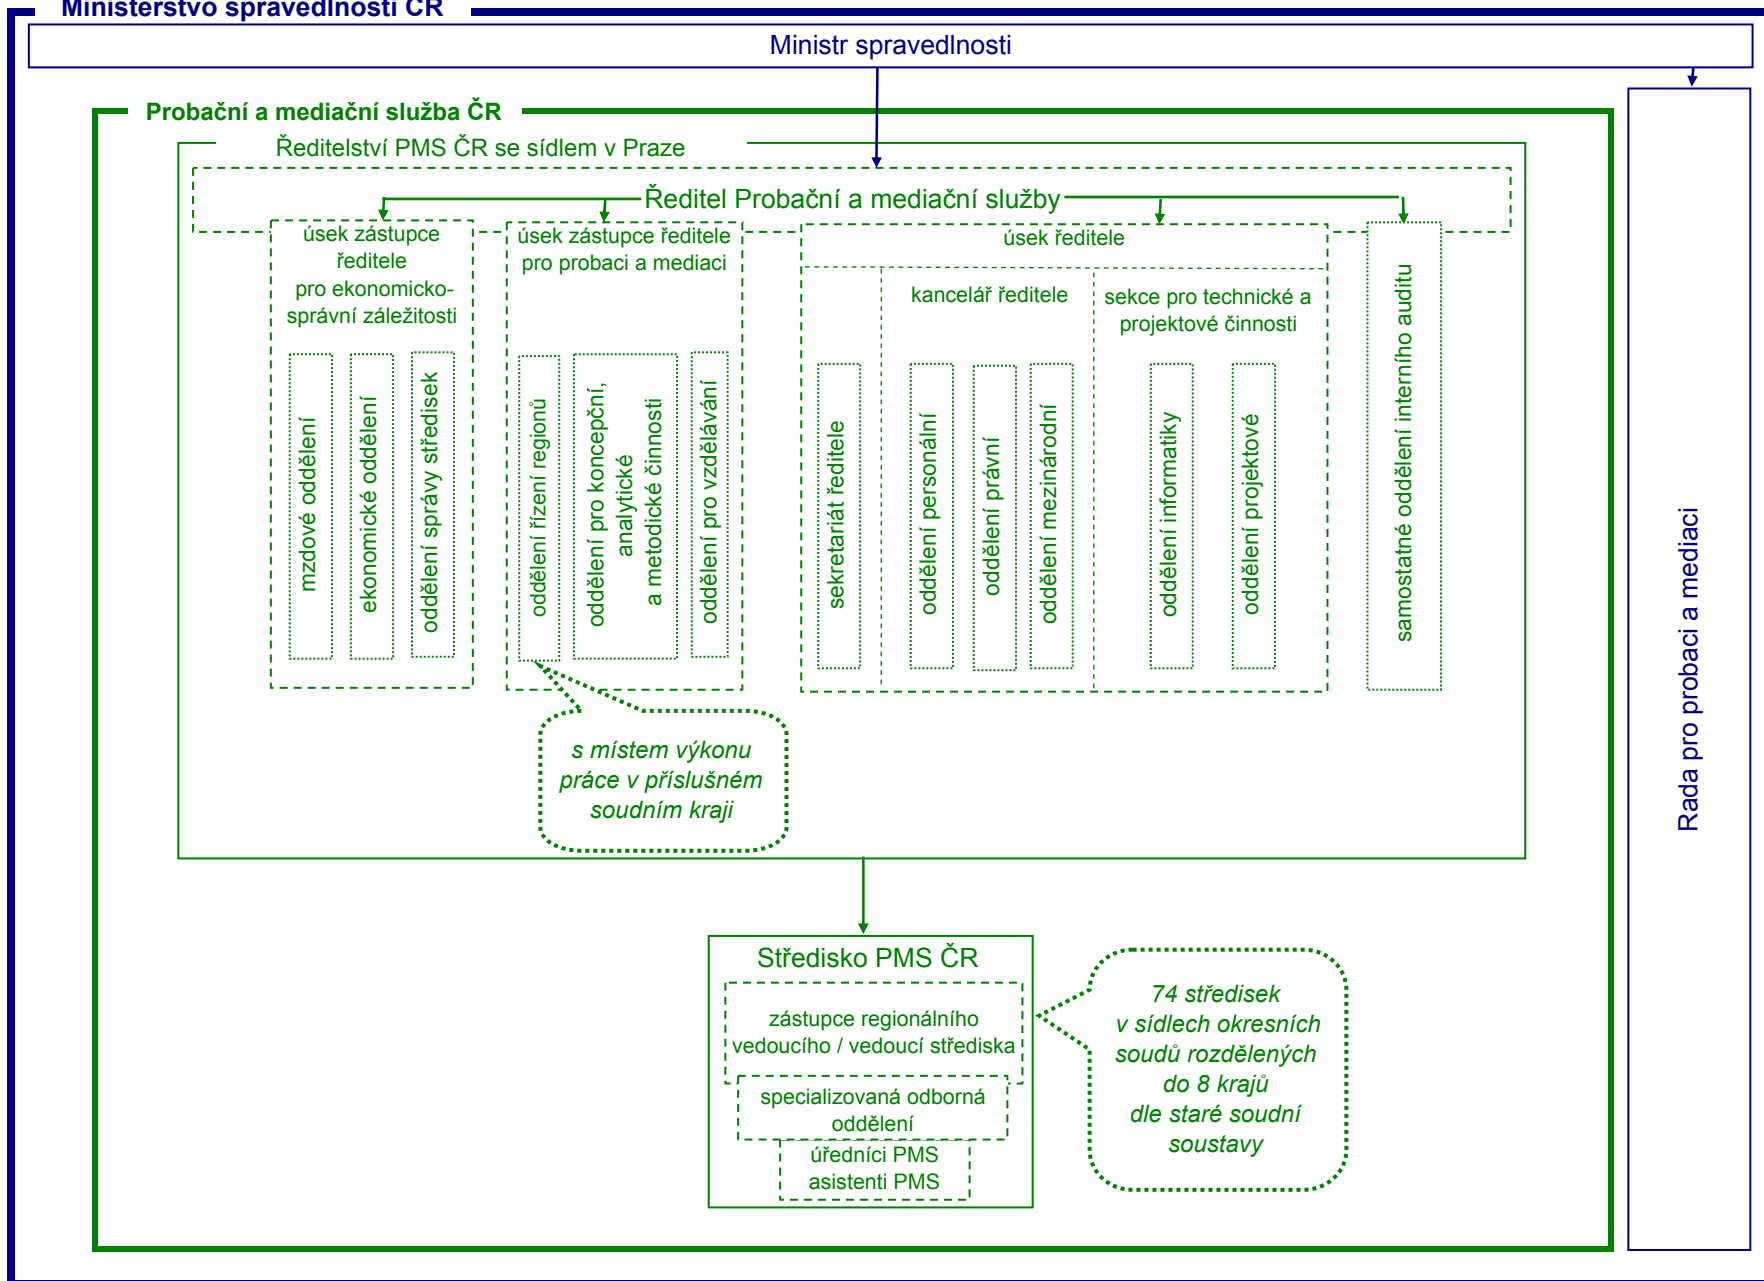 Ministerstvo spravedlnosti ČR
Ministr spravedlnosti
Probační a mediační služba ČR
Ředitelství PMS ČR se sídlem v Praze
Ředitel Probační a mediační služby
úsek zástupce
ředitele
pro ekonomicko-
správní záležitosti
mzdové oddělení
ekonomické oddělení
oddělení správy středisek
úsek zástupce ředitele
pro probaci a mediaci
oddělení řízení regionů
oddělení pro koncepční,
analytické
a metodické činnosti
oddělení pro vzdělávání
s místem výkonu
práce v příslušném
soudním kraji
úsek ředitele
sekretariát ředitele
kancelář ředitele
oddělení personální
oddělení právní
oddělení mezinárodní
sekce pro technické a
projektové činnosti
oddělení informatiky
oddělení projektové
samostatné oddělení interního auditu
Rada pro probaci a mediaci
Středisko PMS ČR
zástupce regionálního
vedoucího / vedoucí střediska
specializovaná odborná
oddělení
úředníci PMS
asistenti PMS
74 středisek
v sídlech okresních
soudů rozdělených
do 8 krajů
dle staré soudní
soustavy